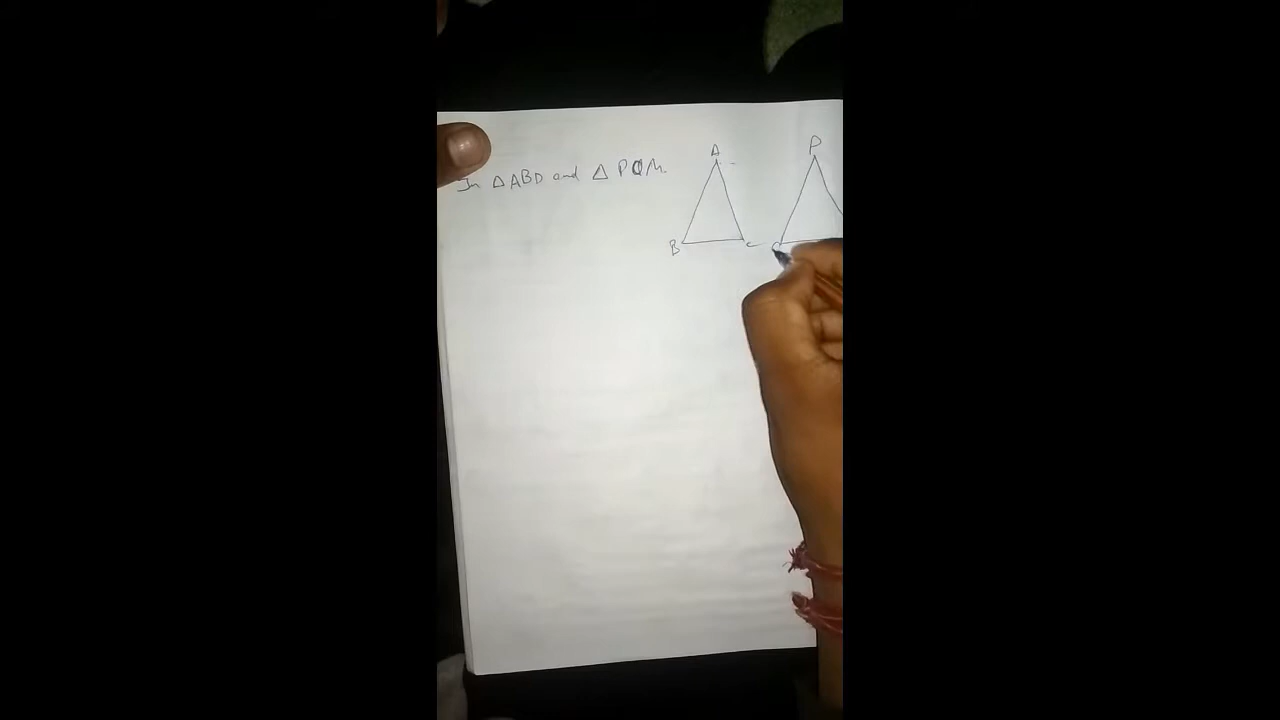 In △ABD and △PQM.
A
P
B
C
Q